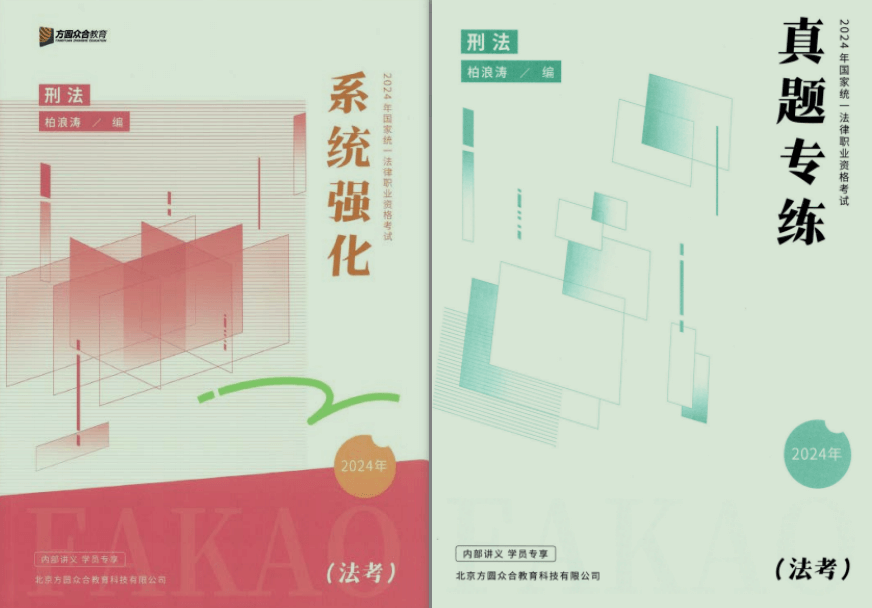 方圆众合教育
刑法
柏浪涛 / 编
系统强化
2024年国家统一法律职业资格考试
2024年
FAKAO
内部讲义 学员专享
北京方圆众合教育科技有限公司
(法考)
刑法
柏浪涛 / 编
真题专练
2024年国家统一法律职业资格考试
2024年
FAKAO
内部讲义 学员专享
北京方圆众合教育科技有限公司
(法考)